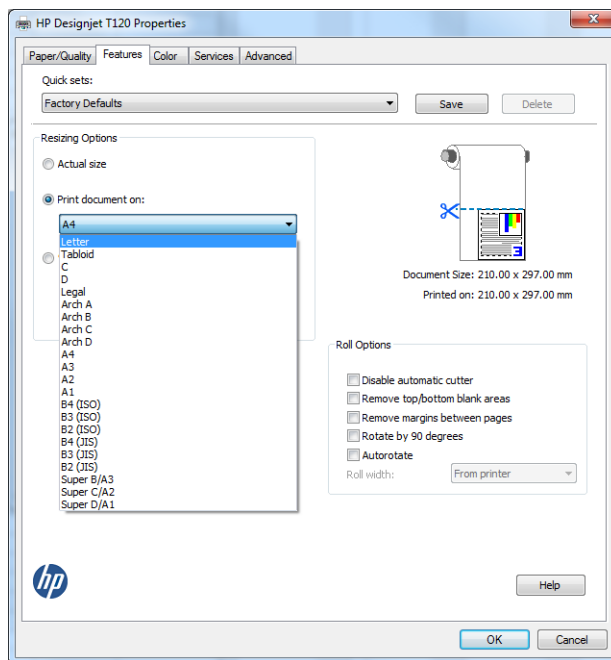 HP Designjet T120 Properties
Paper/Quality Features Color Services Advanced
Quick sets:
Factory Defaults Save Delete
Resizing Options
Actual size
Print document on:
A4
Letter
Tabloid
C
D
Legal
Arch A
Arch B
Arch C
Arch D
A4
A3
A2
A1
B4 (ISO)
B3 (ISO)
B2 (ISO)
B4 (JIS)
B3 (JIS)
B2 (JIS)
Super B/A3
Super C/A2
Super D/A1
3
Document Size: 210.00 x 297.00 mm
Printed on: 210.00 x 297.00 mm
Roll Options
Disable automatic cutter
Remove top/bottom blank areas
Remove margins between pages
Rotate by 90 degrees
Autorotate
Roll width: From printer
hp
Help
OK Cancel